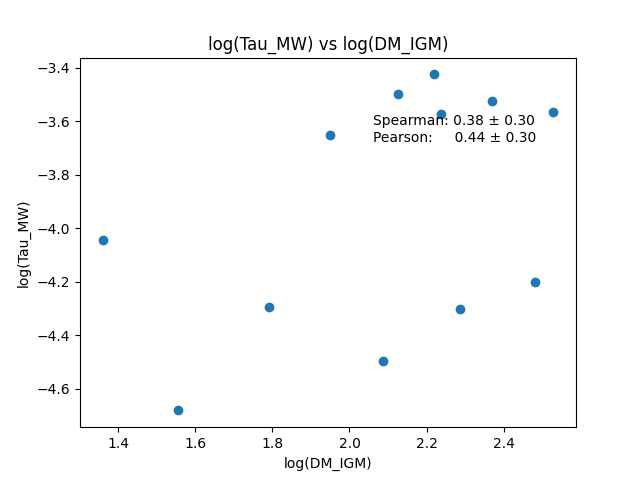 log(Tau_MW) vs log(DM_IGM)
−3.4
−3.6
−3.8
−4.0
−4.2
−4.4
−4.6
log(Tau_MW)
Spearman: 0.38 ± 0.30
Pearson: 0.44 ± 0.30
1.4 1.6 1.8 2.0 2.2 2.4
log(DM_IGM)